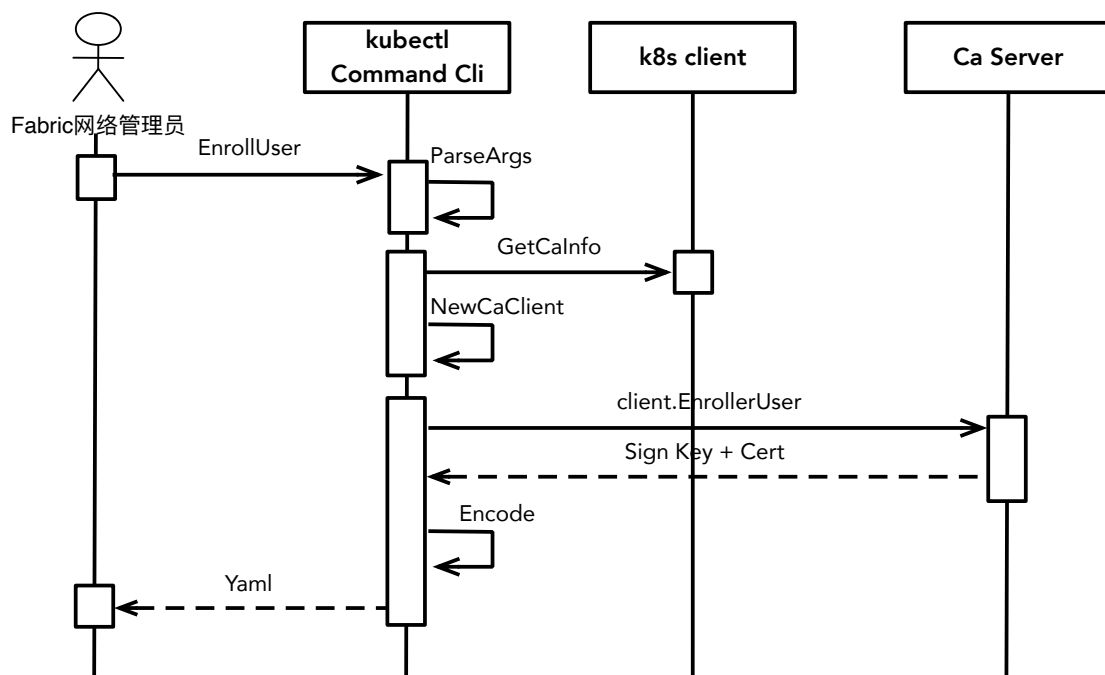 kubectl
Command Cli
k8s client
Ca Server
Fabric网络管理员
EnrollUser
ParseArgs
GetCaInfo
NewCaClient
client.EnrollerUser
Sign Key + Cert
Encode
Yaml